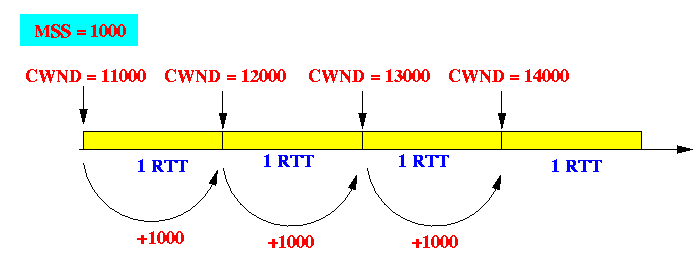 MSS = 1000
CWND = 11000 CWND = 12000 CWND = 13000 CWND = 14000
1 RTT 1 RTT 1 RTT 1 RTT
+1000 +1000 +1000